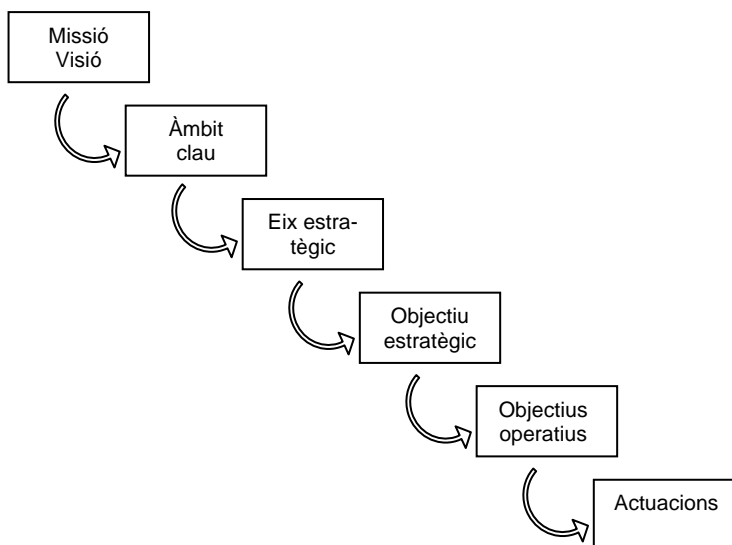 Missió
Visió
Àmbit
clau
Eix estra-
tègic
Objectiu
estratègic
Objectius
operatius
Actuacions